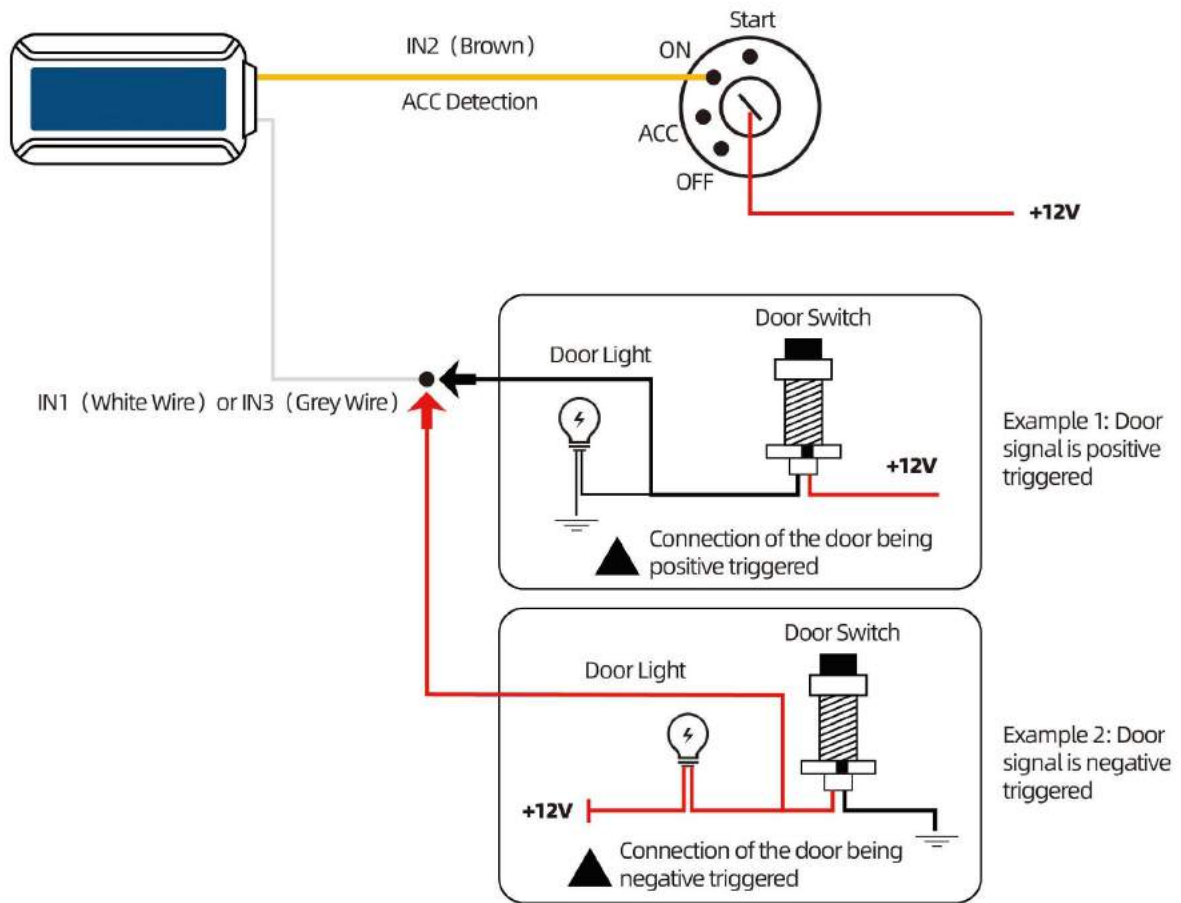 Start
IN2（Brown）
ON
ACC Detection
ACC
OFF
+12V
Door Switch
Door Light
IN1（White Wire）or IN3（Grey Wire）
+12V
Example 1: Door
signal is positive
triggered
Connection of the door being
positive triggered
Door Switch
Door Light
+12V
Example 2: Door
signal is negative
triggered
Connection of the door being
negative triggered